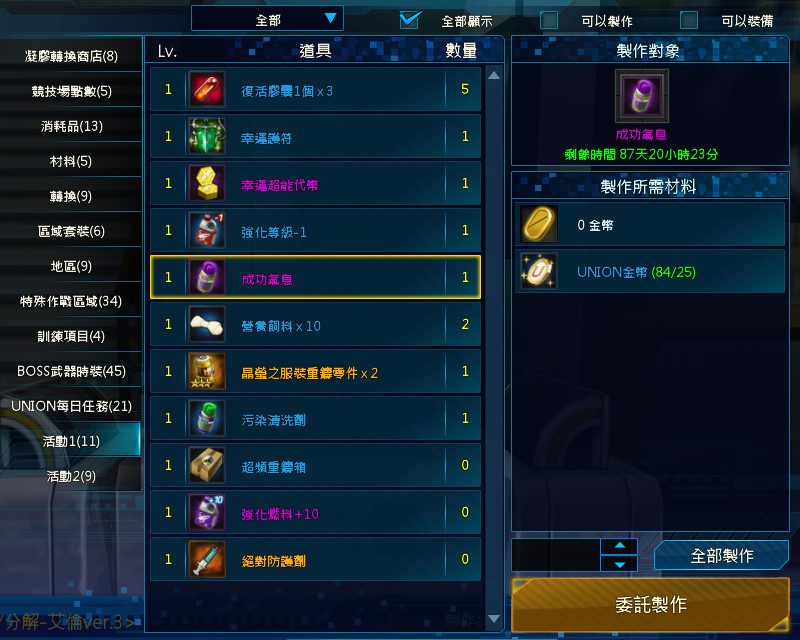 全部
全部顯示
可以製作
可以裝備
凝膠轉換商店(8)
競技場點數(5)
消耗品(13)
材料(5)
轉換(9)
區域套裝(6)
地區(9)
特殊作戰區域(34)
訓練項目(4)
BOSS武器時裝(45)
UNION每日任務(21)
活動1(11)
活動2(9)
Lv. 道具 數量
1 復活膠囊1個 x 3 5
1 幸運護符 1
1 幸運超能代幣 1
1 強化等級-1 1
1 成功氣息 1
1 營養飼料 x 10 2
1 晶瑩之服裝重鑄零件 x 2 1
1 污染清洗劑 1
1 超頻重鑄箱 0
1 強化燃料+10 0
1 絕對防護劑 0
製作對象
成功氣息
剩餘時間 87天20小時23分
製作所需材料
0 金幣
UNION金幣 (84/25)
全部製作
委託製作
/分解-艾倫ver.3>